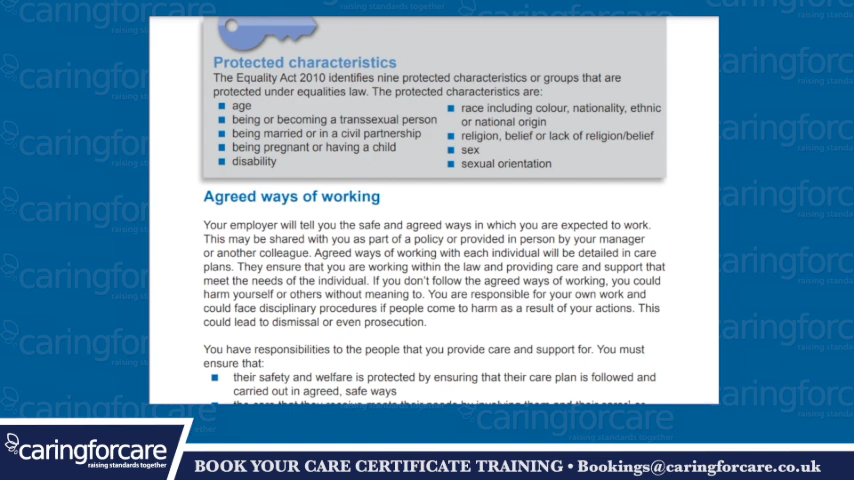 Protected characteristics
The Equality Act 2010 identifies nine protected characteristics or groups that are
protected under equalities law. The protected characteristics are:
age
being or becoming a transsexual person
being married or in a civil partnership
being pregnant or having a child
disability
race including colour, nationality, ethnic
or national origin
religion, belief or lack of religion/belief
sex
sexual orientation
Agreed ways of working
Your employer will tell you the safe and agreed ways in which you are expected to work.
This may be shared with you as part of a policy or provided in person by your manager
or another colleague. Agreed ways of working with each individual will be detailed in care
plans. They ensure that you are working within the law and providing care and support that
meet the needs of the individual. If you don't follow the agreed ways of working, you could
harm yourself or others without meaning to. You are responsible for your own work and
could face disciplinary procedures if people come to harm as a result of your actions. This
could lead to dismissal or even prosecution.
You have responsibilities to the people that you provide care and support for. You must
ensure that:
their safety and welfare is protected by ensuring that their care plan is followed and
carried out in agreed, safe ways
caringforcare
raising standards together
BOOK YOUR CARE CERTIFICATE TRAINING • Bookings@caringforcare.co.uk